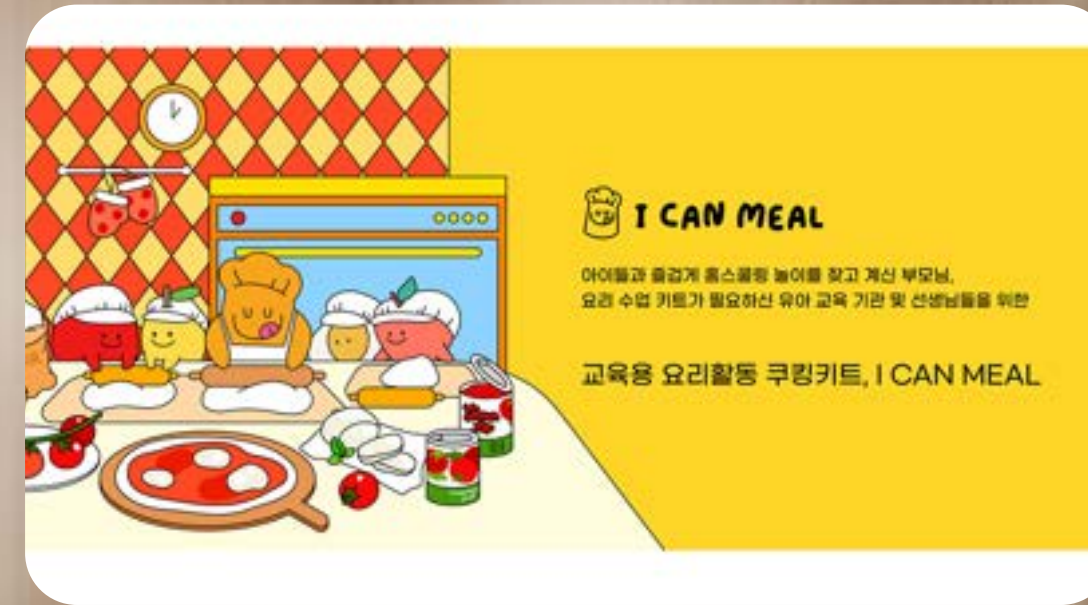 I CAN MEAL
아이들과 즐겁게 홈스쿨링 놀이를 찾고 계신 부모님,
요리 수업 키트가 필요하신 유아 교육 기관 및 선생님들을 위한
교육용 요리활동 쿠킹키트, I CAN MEAL